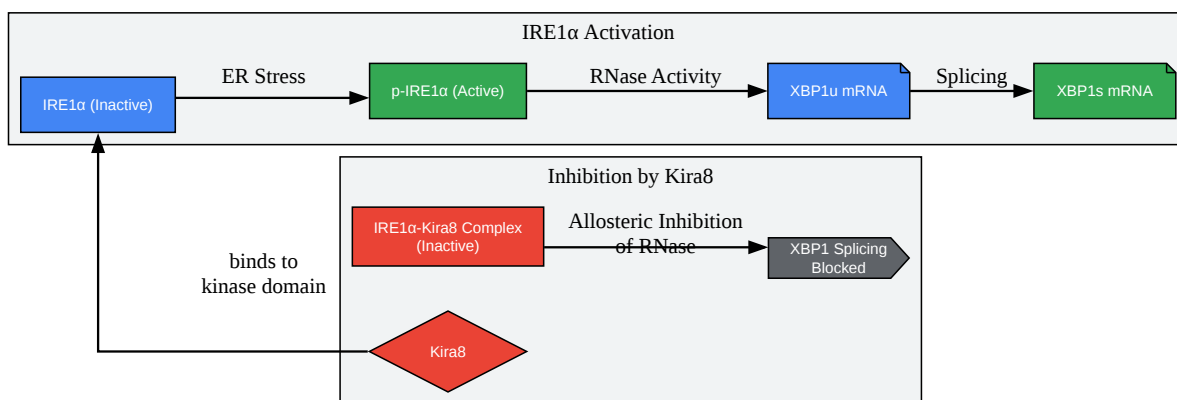 IRE1α Activation
ER Stress
RNase Activity
Splicing
IRE1α (Inactive)
p-IRE1α (Active)
XBP1u mRNA
XBP1s mRNA
Inhibition by Kira8
IRE1α-Kira8 Complex
(Inactive)
Allosteric Inhibition
of RNase
XBP1 Splicing
Blocked
binds to
kinase domain
Kira8